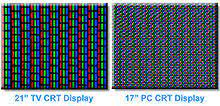 21" TV CRT Display
17" PC CRT Display